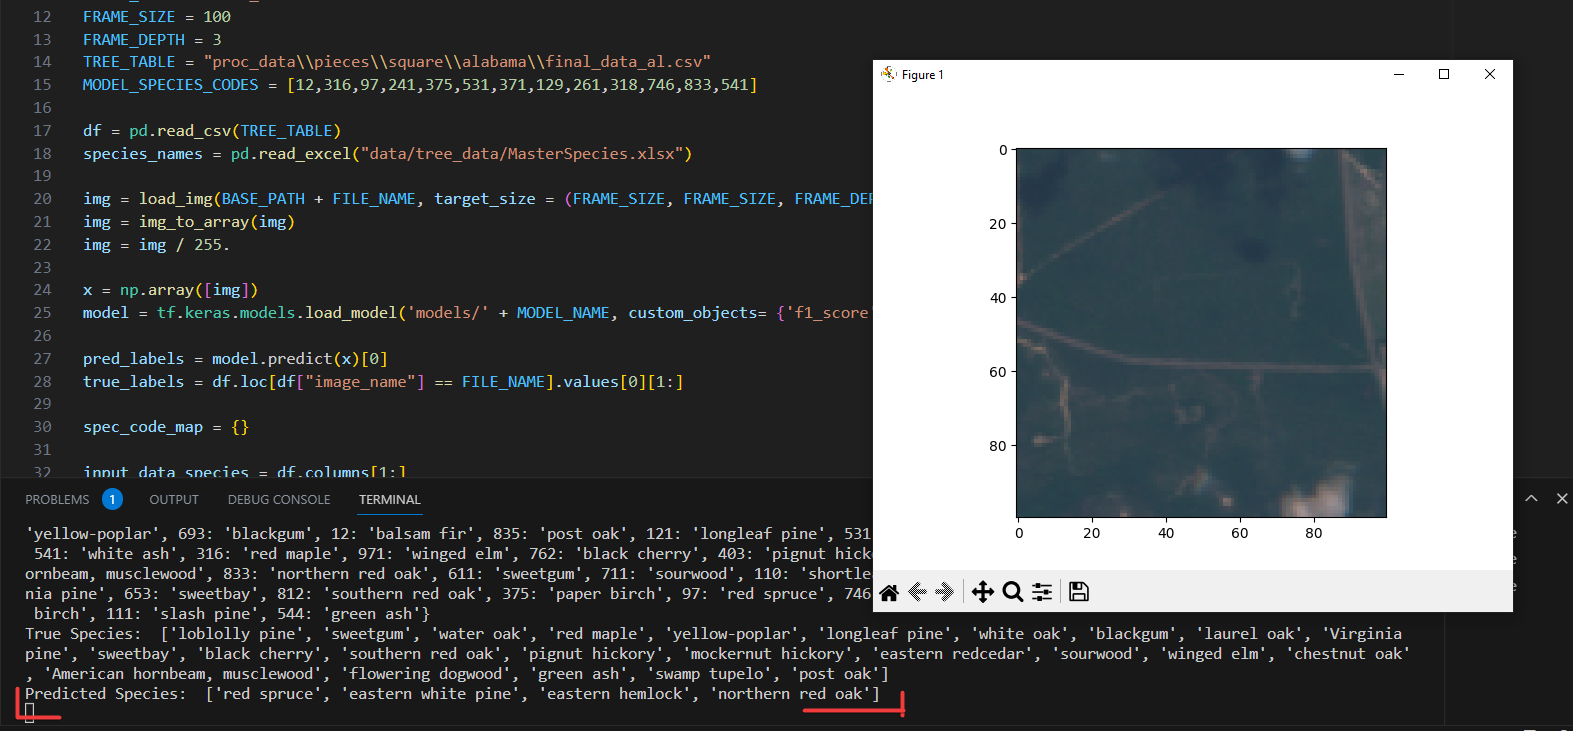 12 FRAME_SIZE = 100
13 FRAME_DEPTH = 3
14 TREE_TABLE = "proc_data\\pieces\\square\\alabama\\final_data_al.csv"
15 MODEL_SPECIES_CODES = [12,316,97,241,375,531,371,129,261,318,746,833,541]
16
17 df = pd.read_csv(TREE_TABLE)
18 species_names = pd.read_excel("data/tree_data/MasterSpecies.xlsx")
19
20 img = load_img(BASE_PATH + FILE_NAME, target_size = (FRAME_SIZE, FRAME_SIZE, FRAME_DEP
21 img = img_to_array(img)
22 img = img / 255.
23
24 x = np.array([img])
25 model = tf.keras.models.load_model('models/' + MODEL_NAME, custom_objects= {'f1_score'
26
27 pred_labels = model.predict(x)[0]
28 true_labels = df.loc[df["image_name"] == FILE_NAME].values[0][1:]
29
30 spec_code_map = {}
31
32 input_data_species = df.columns[1:]
Figure 1
0
20
40
60
80
0 20 40 60 80
PROBLEMS 1 OUTPUT DEBUG CONSOLE TERMINAL
'yellow-poplar', 693: 'blackgum', 12: 'balsam fir', 835: 'post oak', 121: 'longleaf pine', 531
541: 'white ash', 316: 'red maple', 971: 'winged elm', 762: 'black cherry', 403: 'pignut hicko
ornbeam, musclewood', 833: 'northern red oak', 611: 'sweetgum', 711: 'sourwood', 110: 'shortlea
nia pine', 653: 'sweetbay', 812: 'southern red oak', 375: 'paper birch', 97: 'red spruce', 746
birch', 111: 'slash pine', 544: 'green ash'}
True Species:  ['loblolly pine', 'sweetgum', 'water oak', 'red maple', 'yellow-poplar', 'longleaf pine', 'white oak', 'blackgum', 'laurel oak', 'Virginia
pine', 'sweetbay', 'black cherry', 'southern red oak', 'pignut hickory', 'mockernut hickory', 'eastern redcedar', 'sourwood', 'winged elm', 'chestnut oak'
, 'American hornbeam, musclewood', 'flowering dogwood', 'green ash', 'swamp tupelo', 'post oak']
Predicted Species:  ['red spruce', 'eastern white pine', 'eastern hemlock', 'northern red oak']